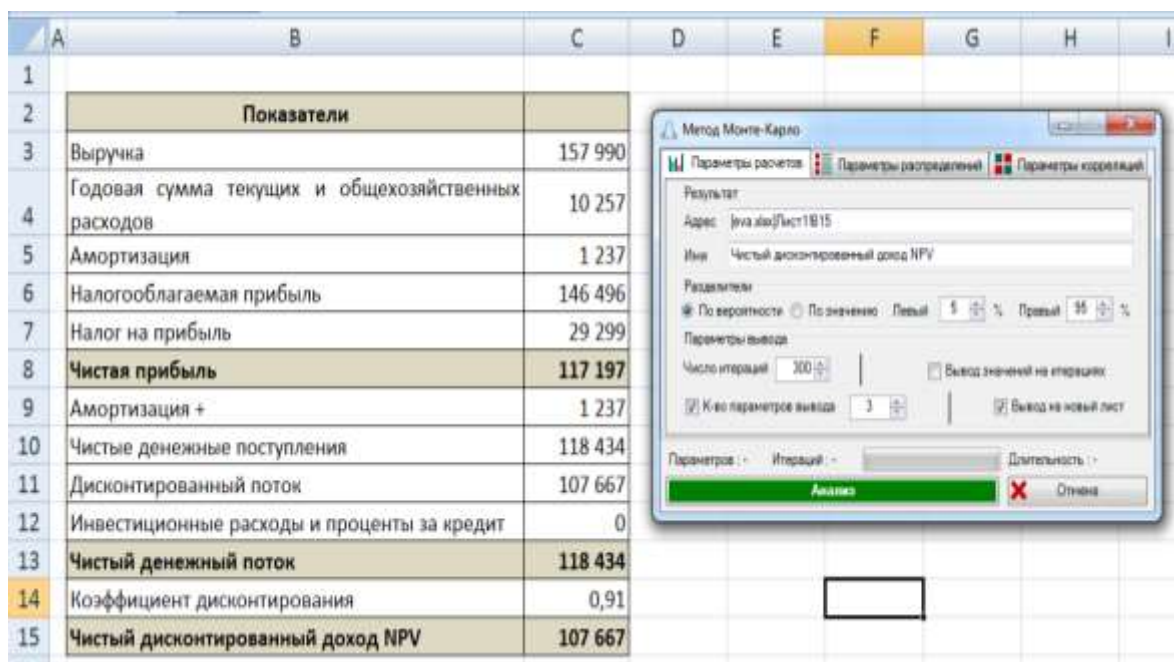 A B C D E F G H I
1
2 Показатели
3 Выручка 157 990
Годовая сумма текущих и общехозяйственных
4 расходов 10 257
5 Амортизация 1 237
6 Налогооблагаемая прибыль 146 496
7 Налог на прибыль 29 299
8 Чистая прибыль 117 197
9 Амортизация + 1 237
10 Чистые денежные поступления 118 434
11 Дисконтированный поток 107 667
12 Инвестиционные расходы и проценты за кредит 0
13 Чистый денежный поток 118 434
14 Коэффициент дисконтирования 0,91
15 Чистый дисконтированный доход NPV 107 667
Метод Монте-Карло
Параметры расчетов Параметры распределений Параметры корреляций
Результат
Адрес [eva.xlsx]Лист1!B15
Имя Чистый дисконтированный доход NPV
Разделители
По вероятности По значению Левый 5 % Правый 95 %
Параметры вывода
Число итераций 300 Вывод значений на итерациях
К-во параметров вывода 3 Вывод на новый лист
Параметров : - Итераций : - Длительность : -
Анализ Отмена